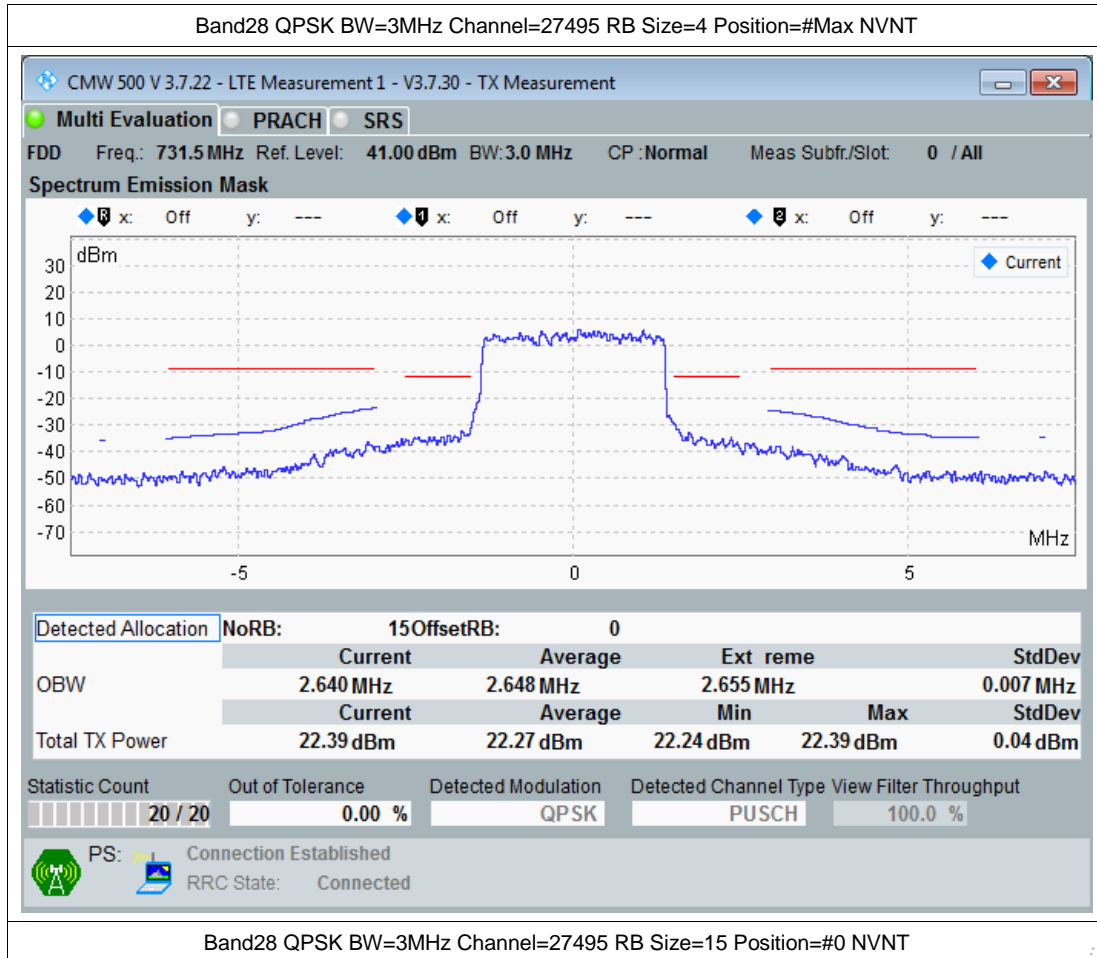 Band28 QPSK BW=3MHz Channel=27495 RB Size=4 Position=#Max NVNT
CMW 500 V 3.7.22 - LTE Measurement 1 - V3.7.30 - TX Measurement
Multi Evaluation PRACH SRS
FDD Freq.: 731.5 MHz Ref. Level: 41.00 dBm BW: 3.0 MHz CP : Normal Meas Subfr./Slot: 0 / All
Spectrum Emission Mask
R x: Off y: --- 1 x: Off y: --- 2 x: Off y: ---
dBm
Current
30
20
10
0
-10
-20
-30
-40
-50
-60
-70
MHz
-5 0 5
Detected Allocation NoRB: 15 OffsetRB: 0
Current Average Ext reme StdDev
OBW 2.640 MHz 2.648 MHz 2.655 MHz 0.007 MHz
Current Average Min Max StdDev
Total TX Power 22.39 dBm 22.27 dBm 22.24 dBm 22.39 dBm 0.04 dBm
Statistic Count Out of Tolerance Detected Modulation Detected Channel Type View Filter Throughput
20 / 20 0.00 % QPSK PUSCH 100.0 %
PS: Connection Established
RRC State: Connected
Band28 QPSK BW=3MHz Channel=27495 RB Size=15 Position=#0 NVNT